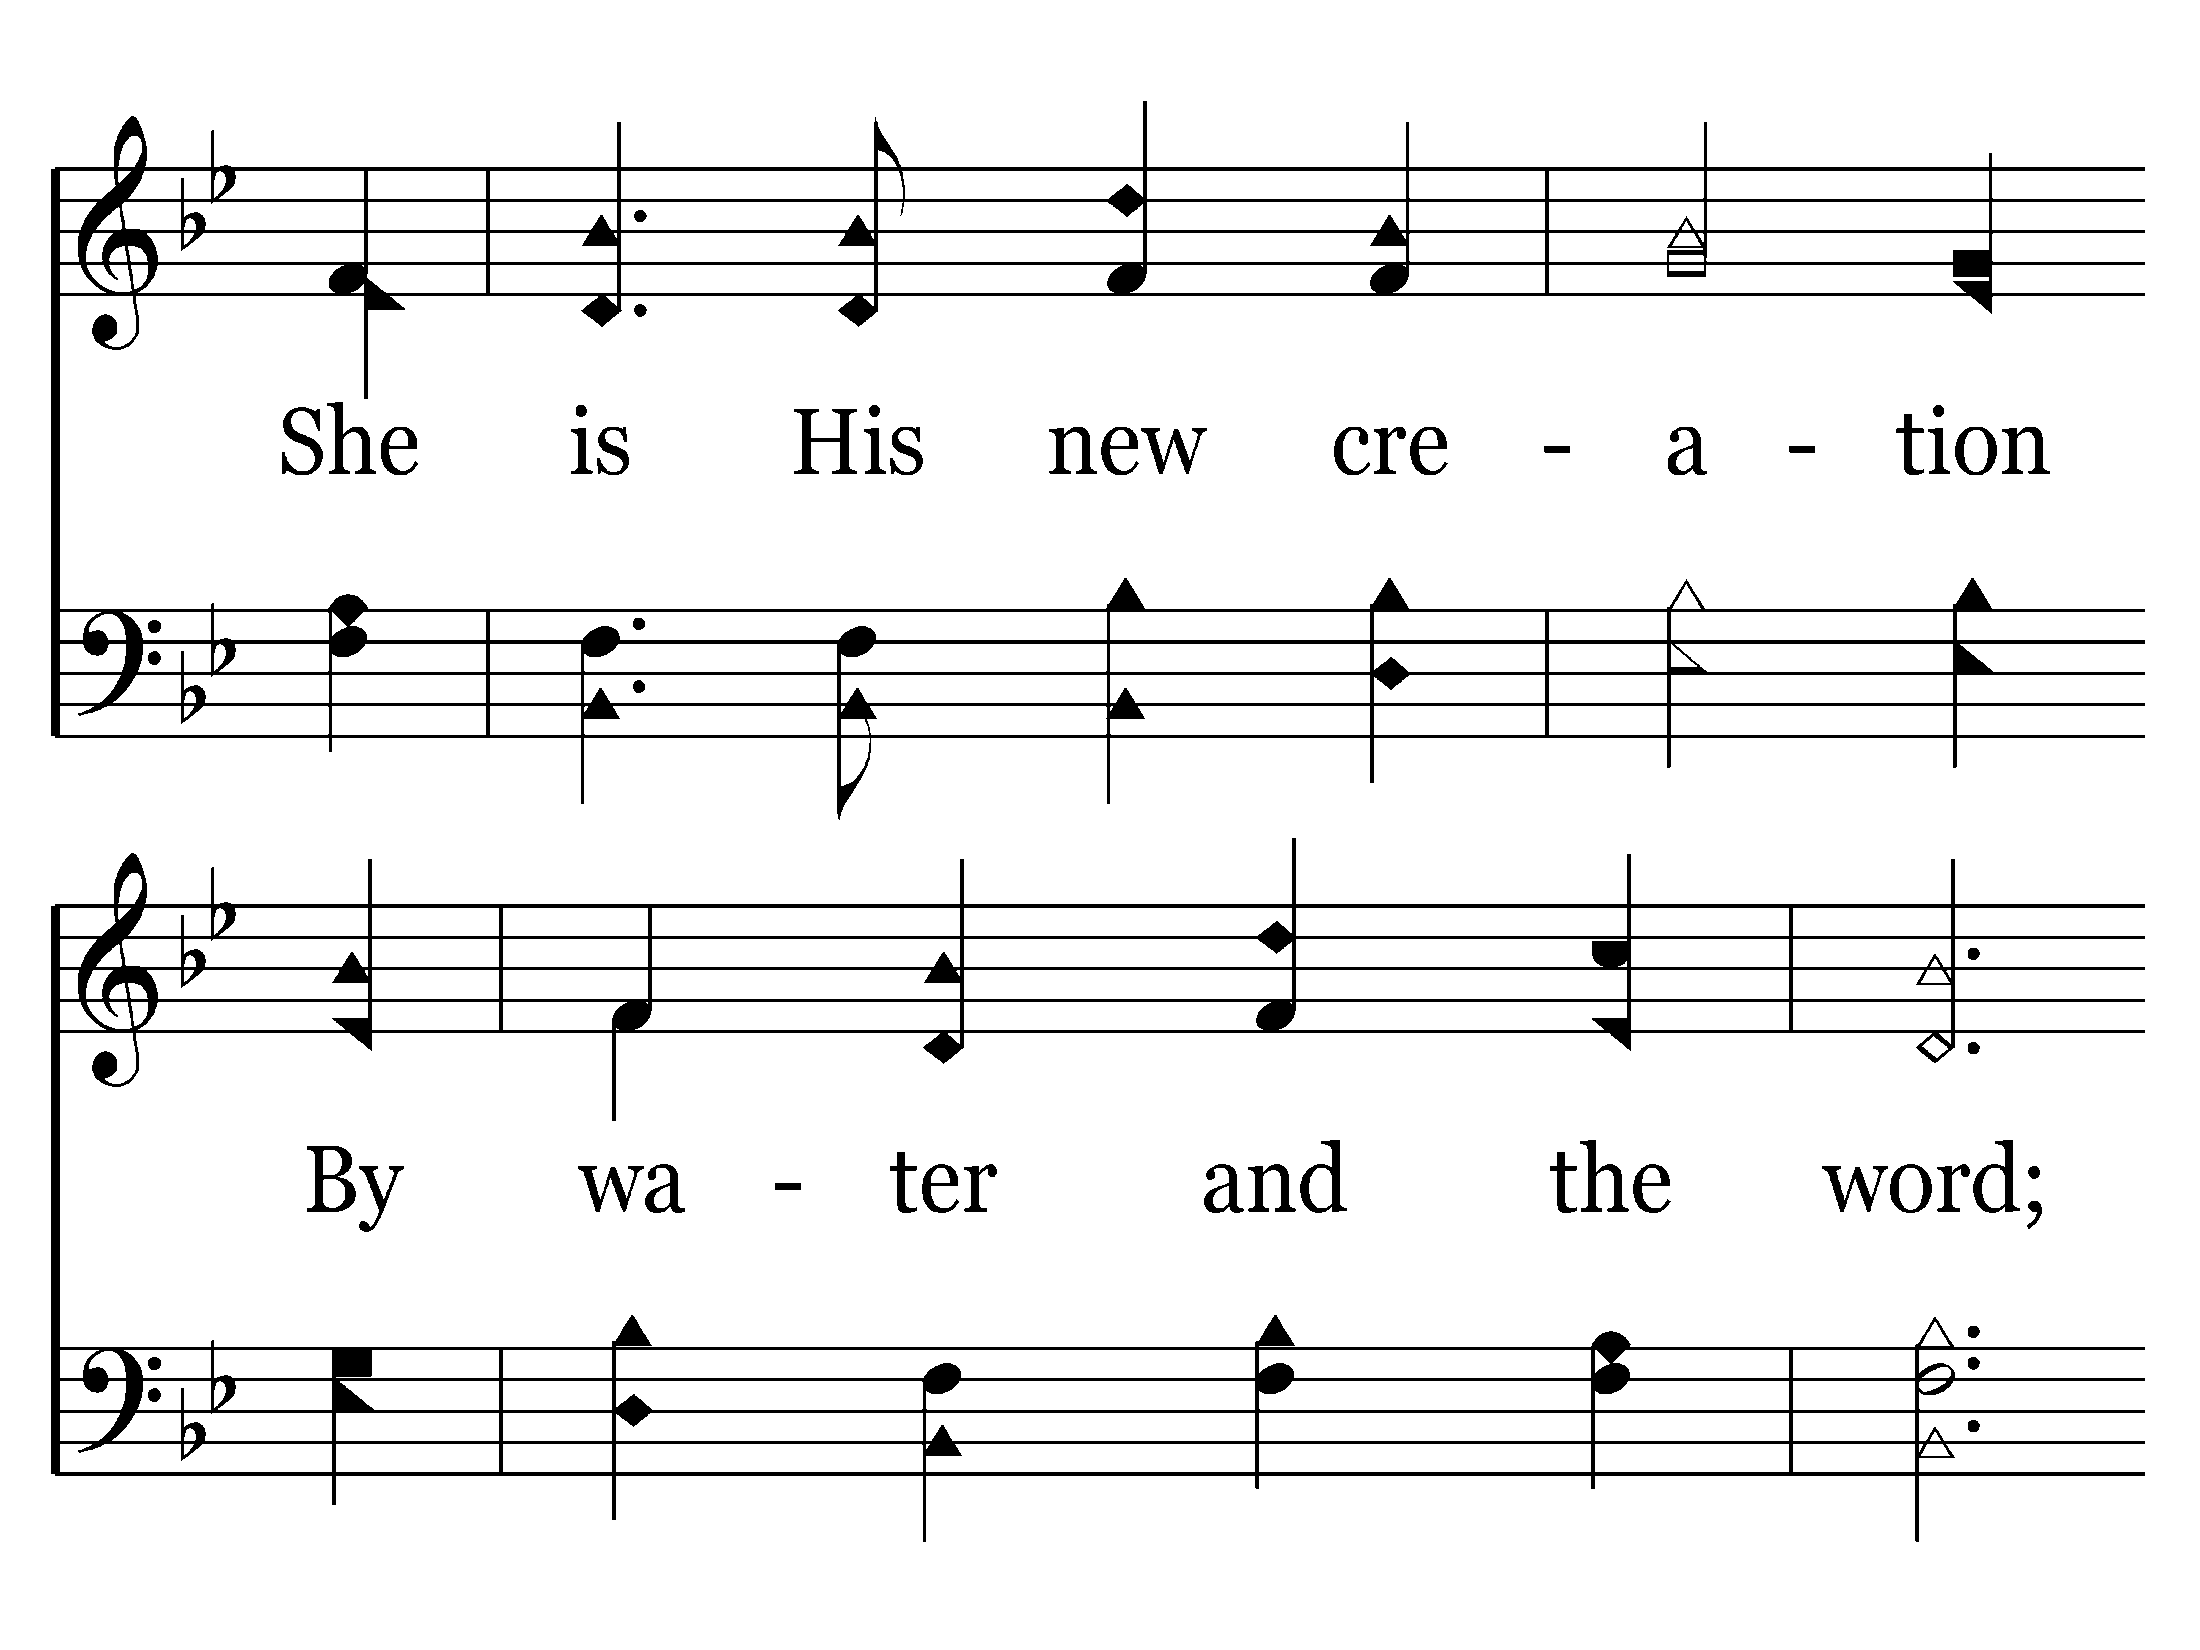 She is His new cre - a - tion
By wa - ter and the word;